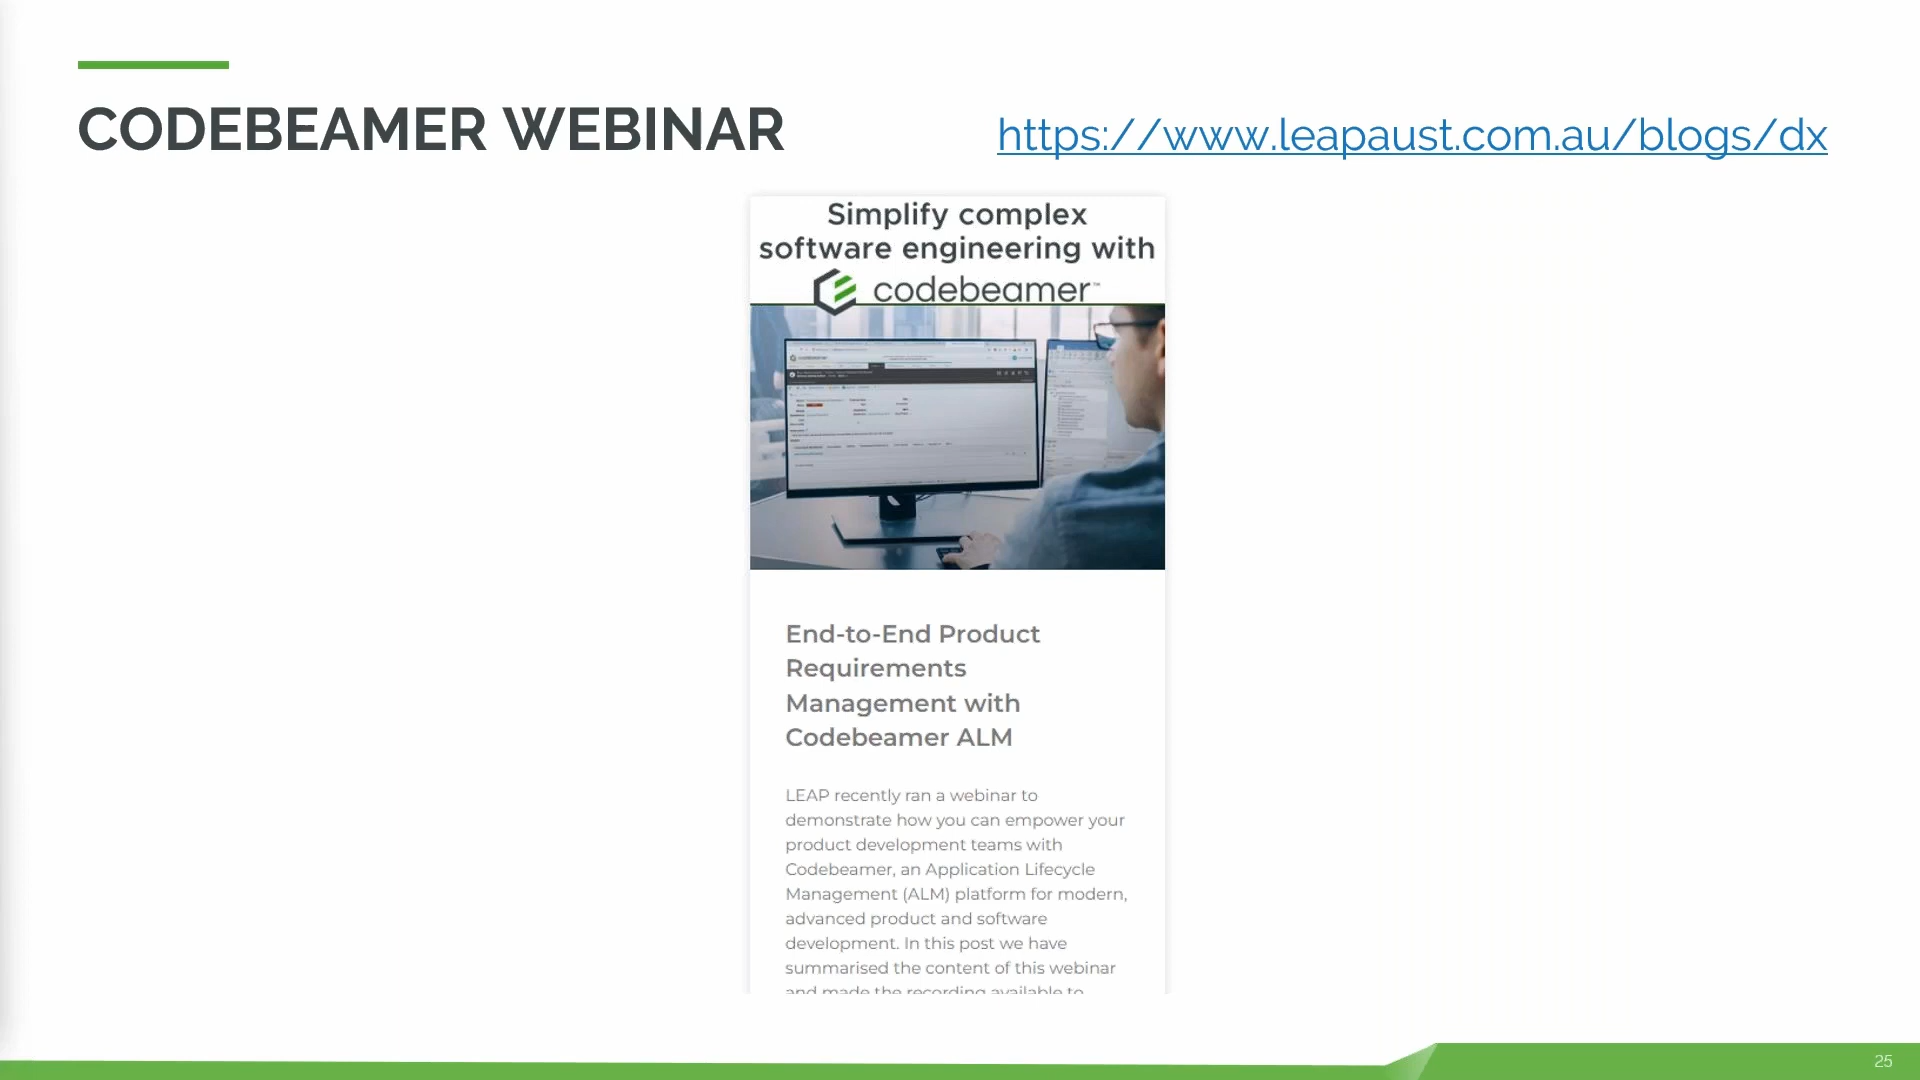 CODEBEAMER WEBINAR
https://www.leapaust.com.au/blogs/dx
Simplify complex
software engineering with
codebeamer™
End-to-End Product
Requirements
Management with
Codebeamer ALM
LEAP recently ran a webinar to
demonstrate how you can empower your
product development teams with
Codebeamer, an Application Lifecycle
Management (ALM) platform for modern,
advanced product and software
development. In this post we have
summarised the content of this webinar
and made the recording available to
25